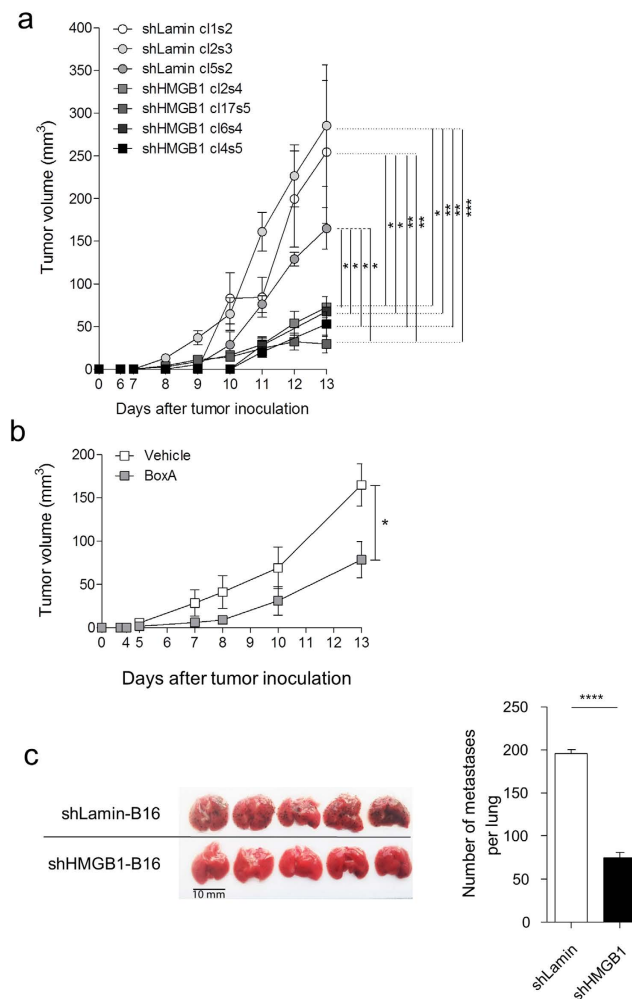 a
400
350
300
250
200
150
100
50
0
Tumor volume (mm3)
shLamin cl1s2
shLamin cl2s3
shLamin cl5s2
shHMGB1 cl2s4
shHMGB1 cl17s5
shHMGB1 cl6s4
shHMGB1 cl4s5
* * * *
* * ** **
* ** ** ***
0 6 7 8 9 10 11 12 13
Days after tumor inoculation
b
200
150
100
50
0
Tumor volume (mm3)
Vehicle
BoxA
*
0 4 5 6 7 8 9 10 11 12 13
Days after tumor inoculation
c
shLamin-B16
shHMGB1-B16
10 mm
Number of metastases
per lung
250
200
150
100
50
0
****
shLamin
shHMGB1